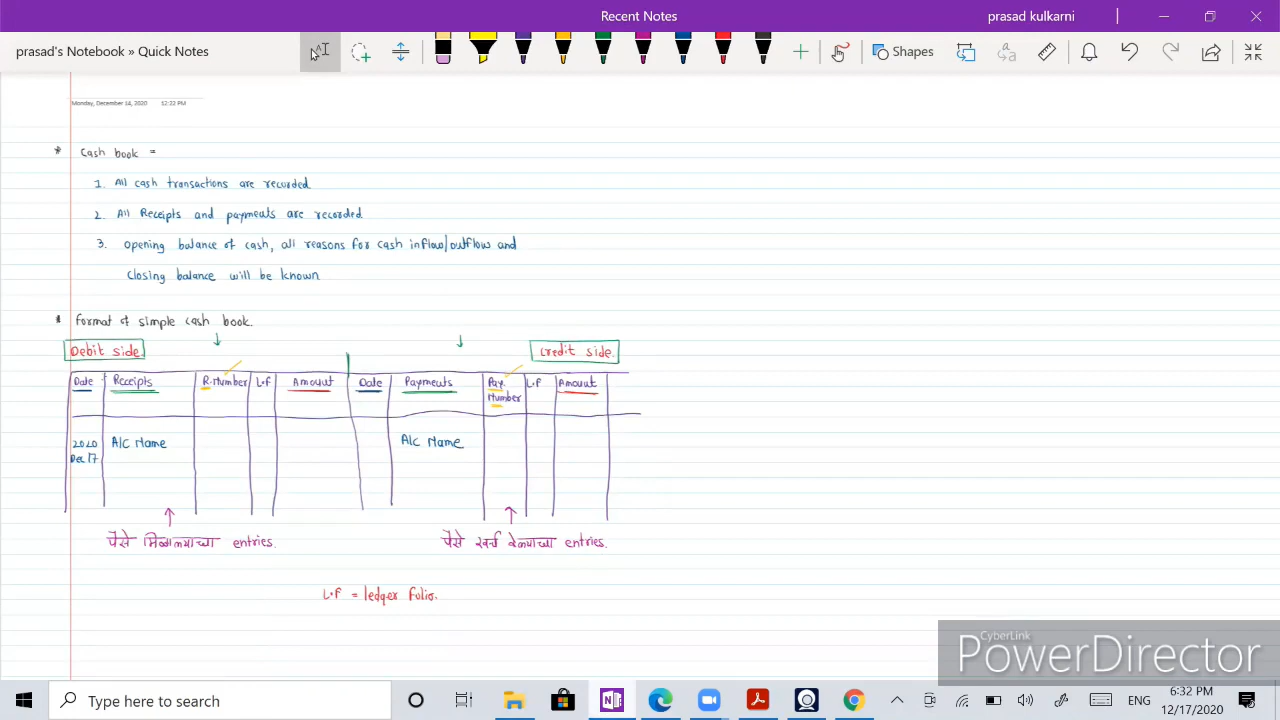 Recent Notes
prasad kulkarni
prasad's Notebook » Quick Notes
Shapes
Monday, December 14, 2020 12:22 PM
* Cash book =
1. All cash transactions are recorded
2. All Receipts and payments are recorded
3. opening balance of cash, all reasons for cash inflow/outflow and
closing balance will be known
* format of simple cash book.
Debit side. Credit side.
Date Receipts R.Number L.F Amount Date Payments Pay. Number L.F Amount
2020 A/C Name A/C Name
Dec 17
पैसे मिळाल्याच्या entries. पैसे खर्च केल्याच्या entries.
L.F = ledger folio.
CyberLink
PowerDirector
Type here to search
ENG
6:32 PM
12/17/2020